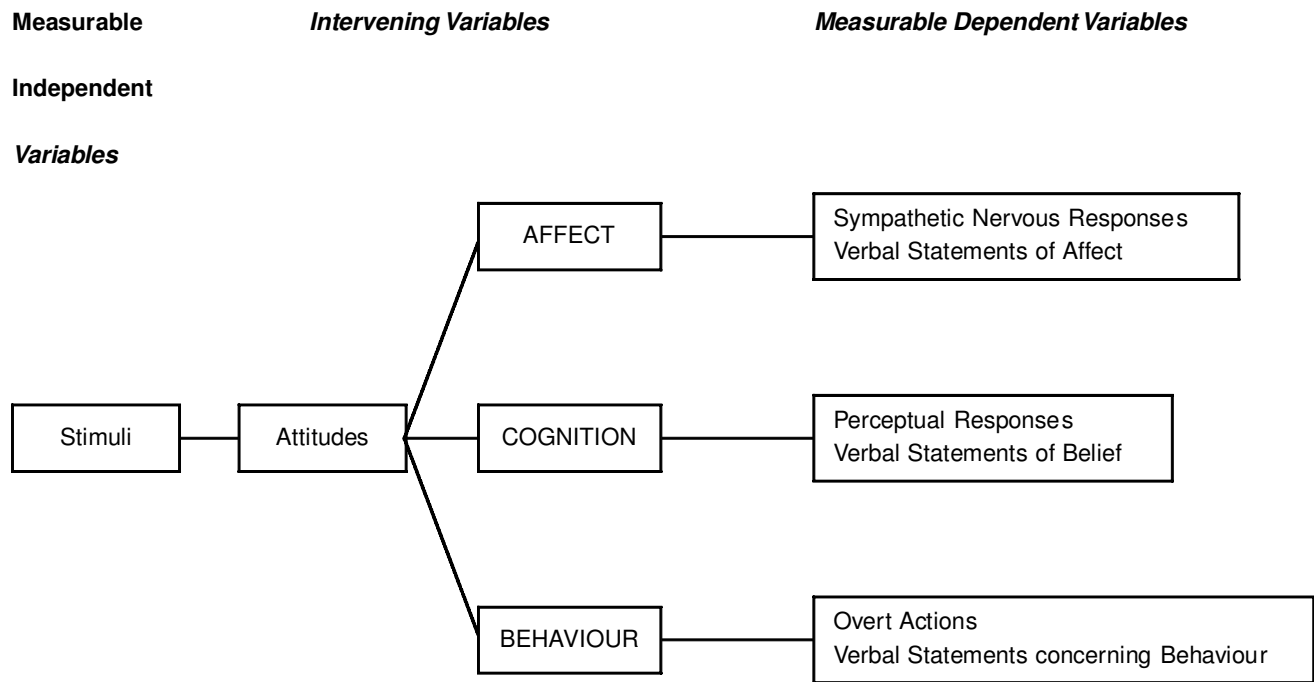 Measurable Intervening Variables Measurable Dependent Variables
Independent
Variables
AFFECT
Sympathetic Nervous Responses
Verbal Statements of Affect
Stimuli
Attitudes
COGNITION
Perceptual Responses
Verbal Statements of Belief
BEHAVIOUR
Overt Actions
Verbal Statements concerning Behaviour